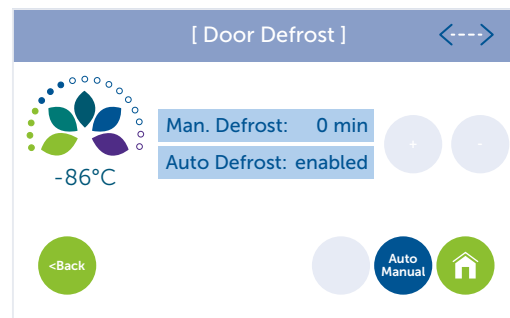 [ Door Defrost ]
<---->
Man. Defrost: 0 min
+ -
Auto Defrost: enabled
-86°C
<Back
Auto
Manual